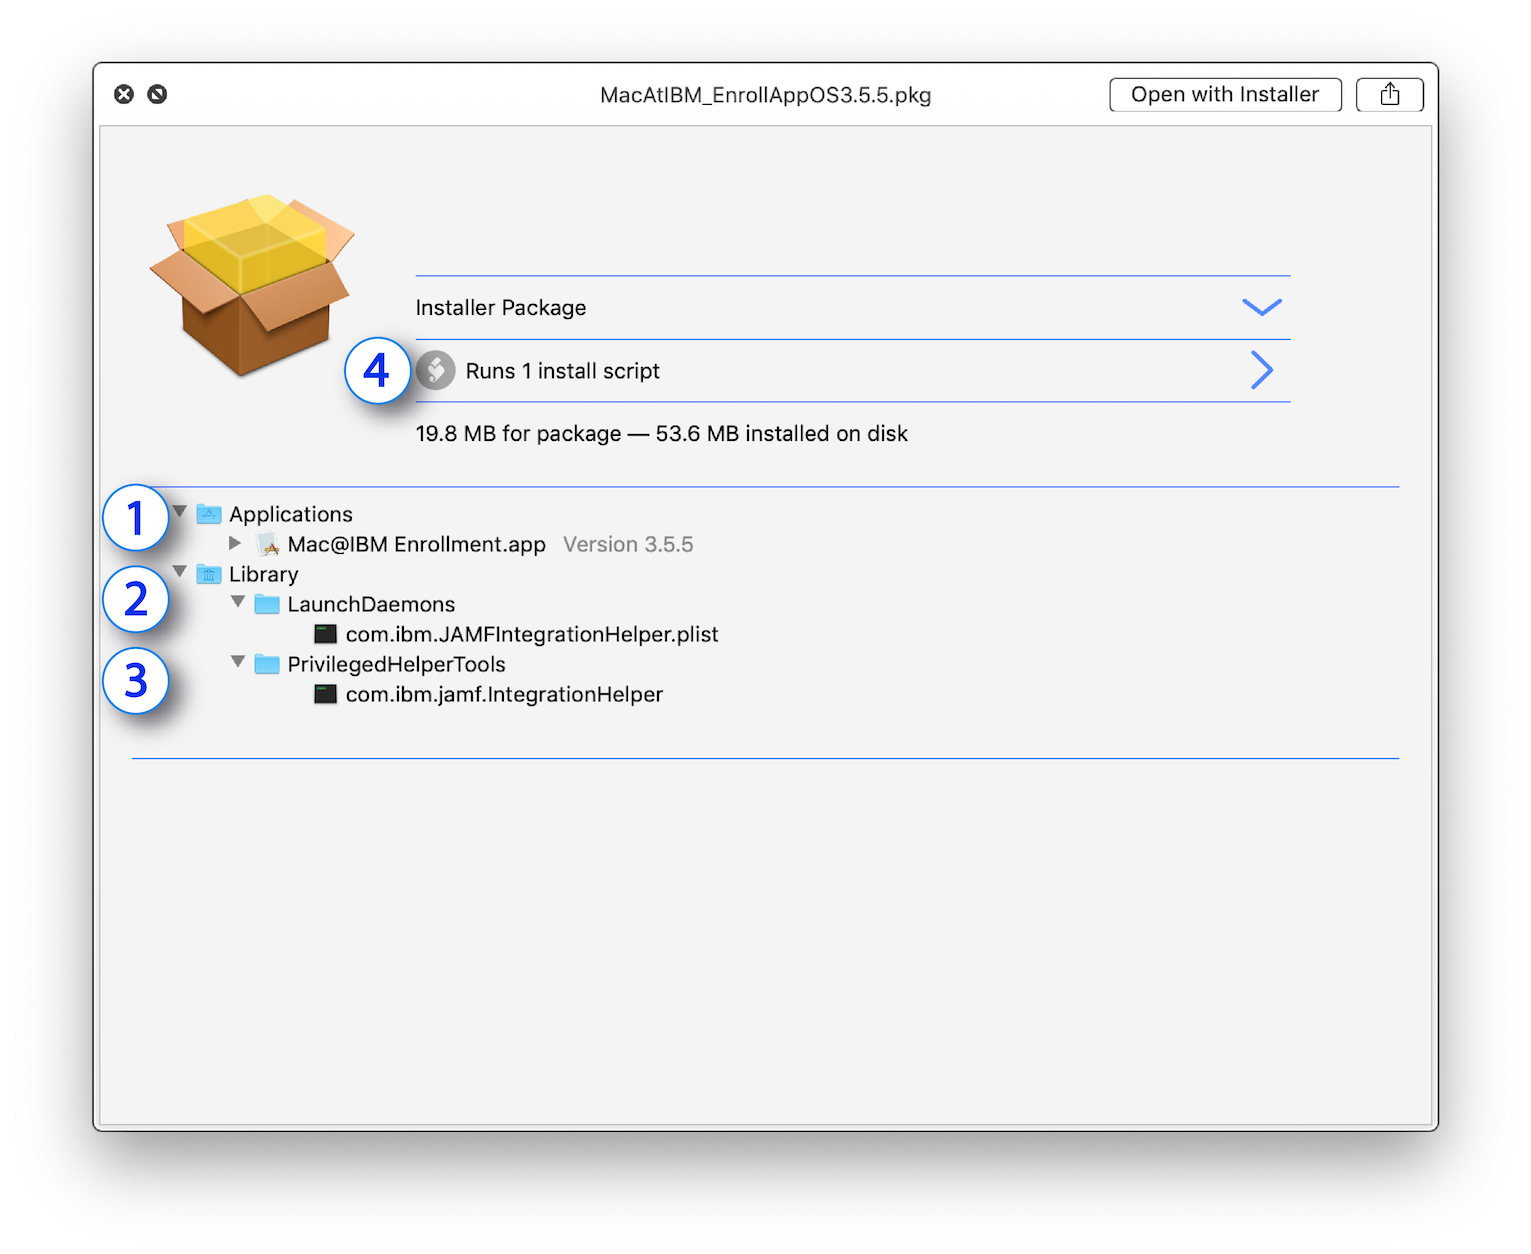 MacAtIBM_EnrollAppOS3.5.5.pkg
Open with Installer
Installer Package
4 Runs 1 install script
19.8 MB for package — 53.6 MB installed on disk
1 Applications
Mac@IBM Enrollment.app Version 3.5.5
2 Library
LaunchDaemons
com.ibm.JAMFIntegrationHelper.plist
3 PrivilegedHelperTools
com.ibm.jamf.IntegrationHelper